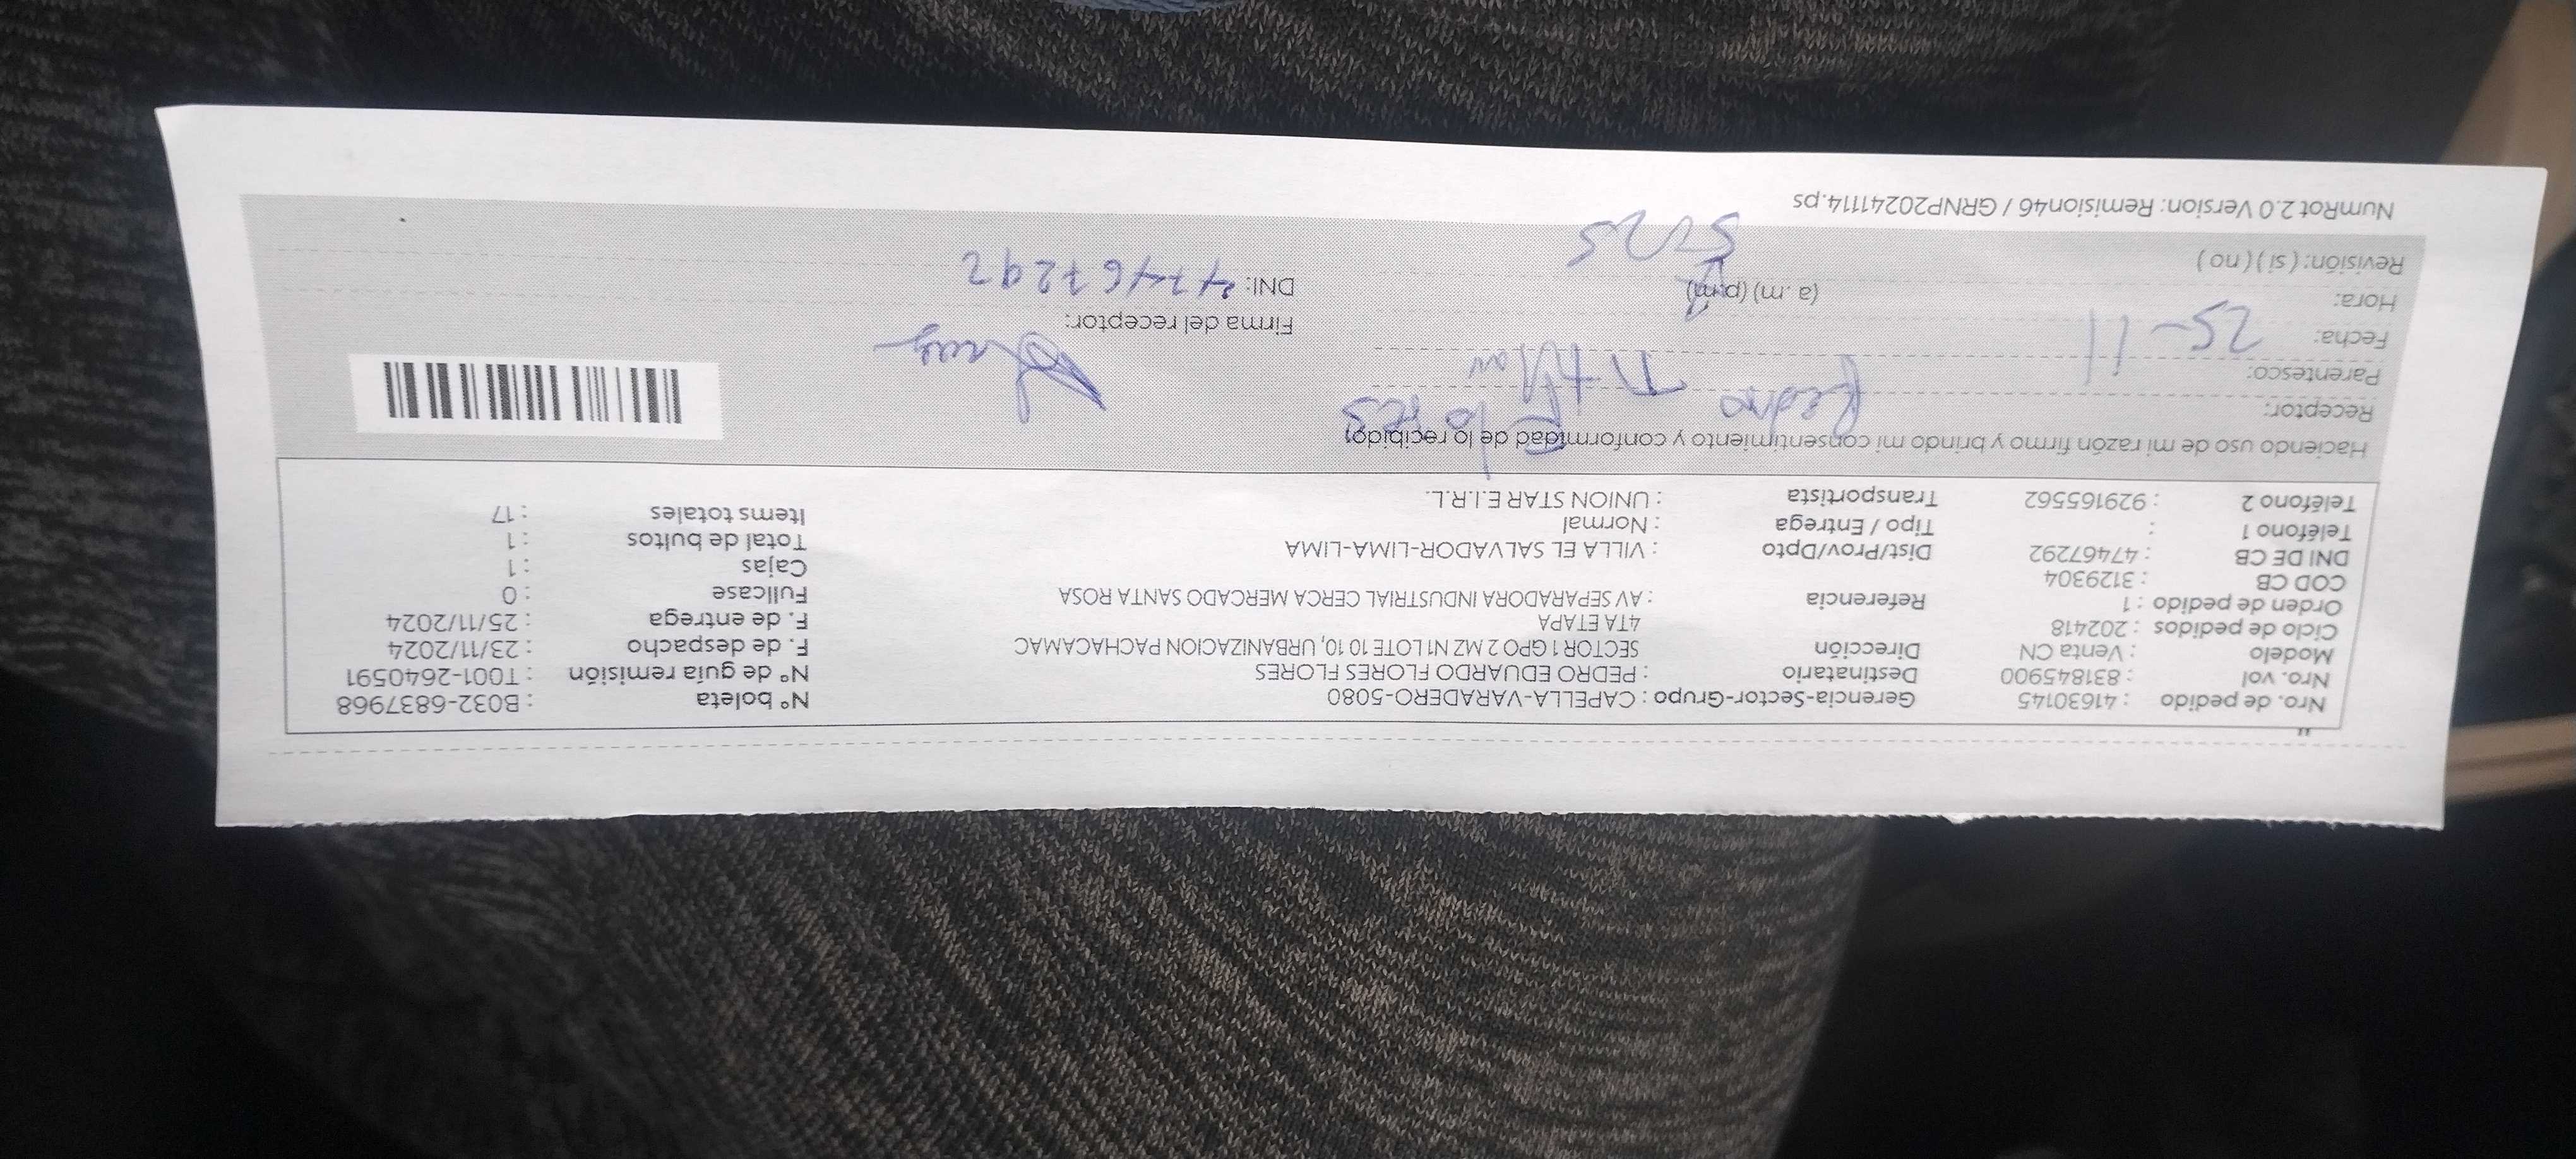 Nro. de pedido : 41630145 Gerencia-Sector-Grupo : CAPELLA-VARADERO-5080 N° boleta : B032-6837968
Nro. vol : 831845900 Destinatario : PEDRO EDUARDO FLORES FLORES N° de guía remisión : T001-2640591
Modelo : Venta CN Dirección SECTOR 1 GPO 2 MZ N1 LOTE 10 10, URBANIZACION PACHACAMAC F. de despacho : 23/11/2024
Ciclo de pedidos : 202418 4TA ETAPA F. de entrega : 25/11/2024
Orden de pedido : 1 Referencia : AV SEPARADORA INDUSTRIAL CERCA MERCADO SANTA ROSA Fullcase : 0
COD CB : 3129304 Cajas : 1
DNI DE CB : 47467292 Dist/Prov/Dpto : VILLA EL SALVADOR-LIMA-LIMA Total de bultos : 1
Teléfono 1 : Tipo / Entrega : Normal Items totales : 17
Teléfono 2 : 929165562 Transportista : UNION STAR E.I.R.L.
Haciendo uso de mi razón firmo y brindo mi consentimiento y conformidad de lo recibido:
Receptor: Pedro Flores
Parentesco: Titular
Fecha: 25-11 Firma del receptor:
Hora: (a. m) (p.m) DNI: 47467292
Revisión: ( si ) ( no )
NumRot 2.0 Version: Remision46 / GRNP20241114.ps